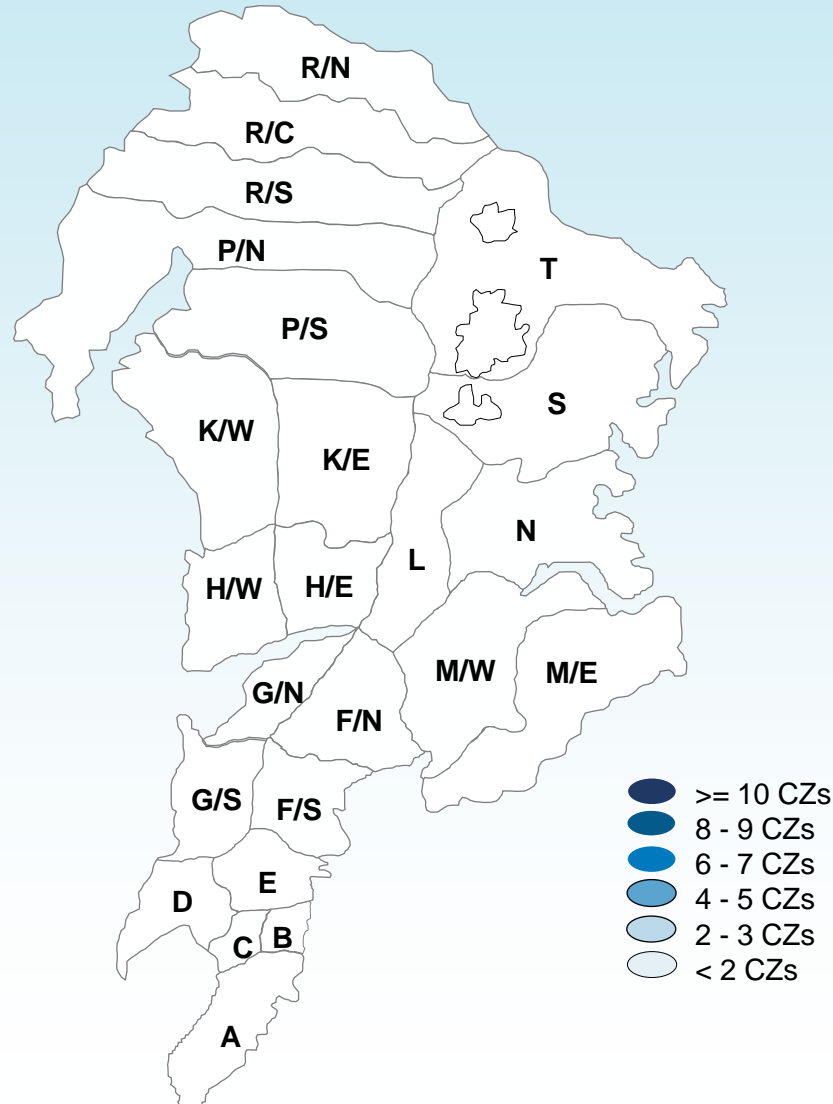 R/N
R/C
R/S
P/N
T
P/S
S
K/W
K/E
N
L
H/W
H/E
M/W
M/E
G/N
F/N
G/S
F/S
>= 10 CZs
8 - 9 CZs
6 - 7 CZs
4 - 5 CZs
2 - 3 CZs
< 2 CZs
E
D
B
C
A